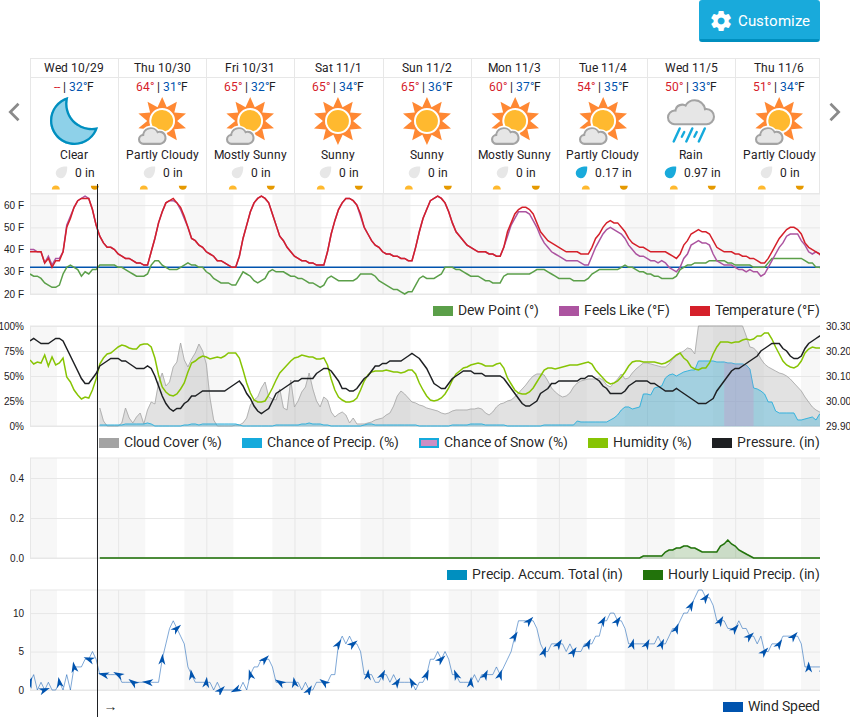 Customize
Wed 10/29 Thu 10/30 Fri 10/31 Sat 11/1 Sun 11/2 Mon 11/3 Tue 11/4 Wed 11/5 Thu 11/6
– | 32°F 64° | 31°F 65° | 32°F 65° | 34°F 65° | 36°F 60° | 37°F 54° | 35°F 50° | 33°F 51° | 34°F
Clear Partly Cloudy Mostly Sunny Sunny Sunny Mostly Sunny Partly Cloudy Rain Partly Cloudy
0 in 0 in 0 in 0 in 0 in 0 in 0.17 in 0.97 in 0 in
60 F
50 F
40 F
30 F
20 F
Dew Point (°) Feels Like (°F) Temperature (°F)
100% 30.30
75% 30.20
50% 30.10
25% 30.00
0% 29.90
Cloud Cover (%) Chance of Precip. (%) Chance of Snow (%) Humidity (%) Pressure. (in)
0.4
0.2
0.0
Precip. Accum. Total (in) Hourly Liquid Precip. (in)
10
5
0
→ Wind Speed